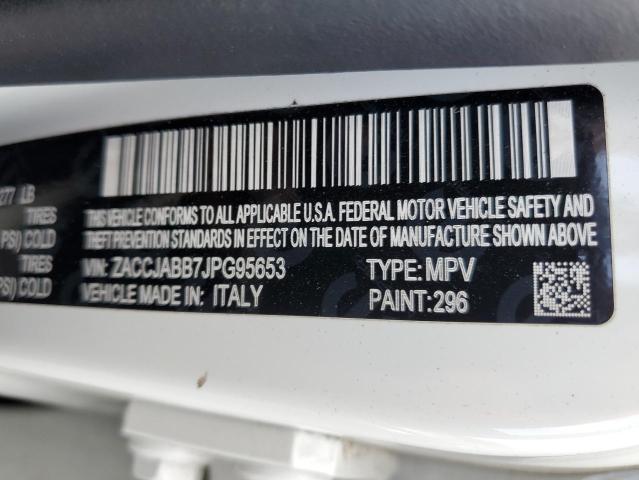 277 LB
TIRES
PSI) COLD
TIRES
PSI) COLD
THIS VEHICLE CONFORMS TO ALL APPLICABLE U.S.A. FEDERAL MOTOR VEHICLE SAFETY AND
THEFT PREVENTION STANDARDS IN EFFECT ON THE DATE OF MANUFACTURE SHOWN ABOVE
VIN: ZACCJABB7JPG95653 TYPE: MPV
VEHICLE MADE IN: ITALY PAINT: 296